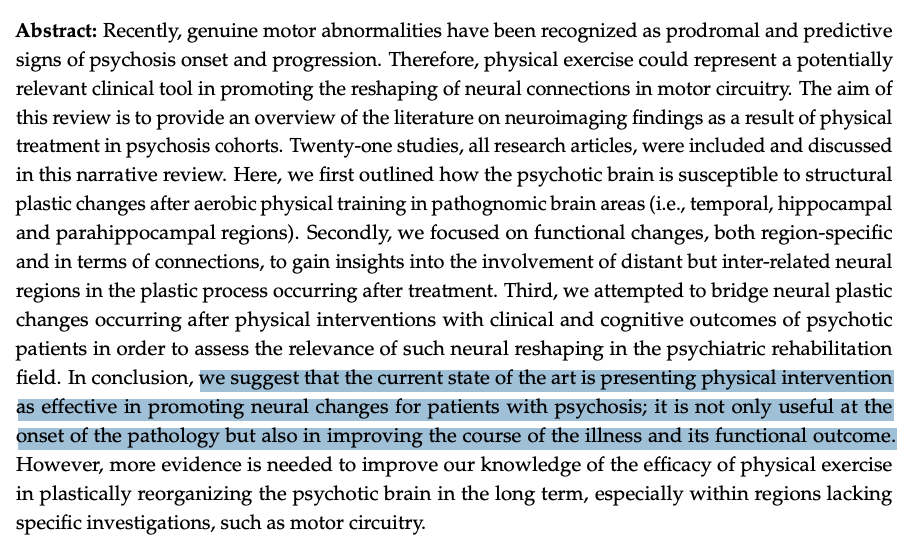 Abstract: Recently, genuine motor abnormalities have been recognized as prodromal and predictive
signs of psychosis onset and progression. Therefore, physical exercise could represent a potentially
relevant clinical tool in promoting the reshaping of neural connections in motor circuitry. The aim of
this review is to provide an overview of the literature on neuroimaging findings as a result of physical
treatment in psychosis cohorts. Twenty-one studies, all research articles, were included and discussed
in this narrative review. Here, we first outlined how the psychotic brain is susceptible to structural
plastic changes after aerobic physical training in pathognomic brain areas (i.e., temporal, hippocampal
and parahippocampal regions). Secondly, we focused on functional changes, both region-specific
and in terms of connections, to gain insights into the involvement of distant but inter-related neural
regions in the plastic process occurring after treatment. Third, we attempted to bridge neural plastic
changes occurring after physical interventions with clinical and cognitive outcomes of psychotic
patients in order to assess the relevance of such neural reshaping in the psychiatric rehabilitation
field. In conclusion, we suggest that the current state of the art is presenting physical intervention
as effective in promoting neural changes for patients with psychosis; it is not only useful at the
onset of the pathology but also in improving the course of the illness and its functional outcome.
However, more evidence is needed to improve our knowledge of the efficacy of physical exercise
in plastically reorganizing the psychotic brain in the long term, especially within regions lacking
specific investigations, such as motor circuitry.